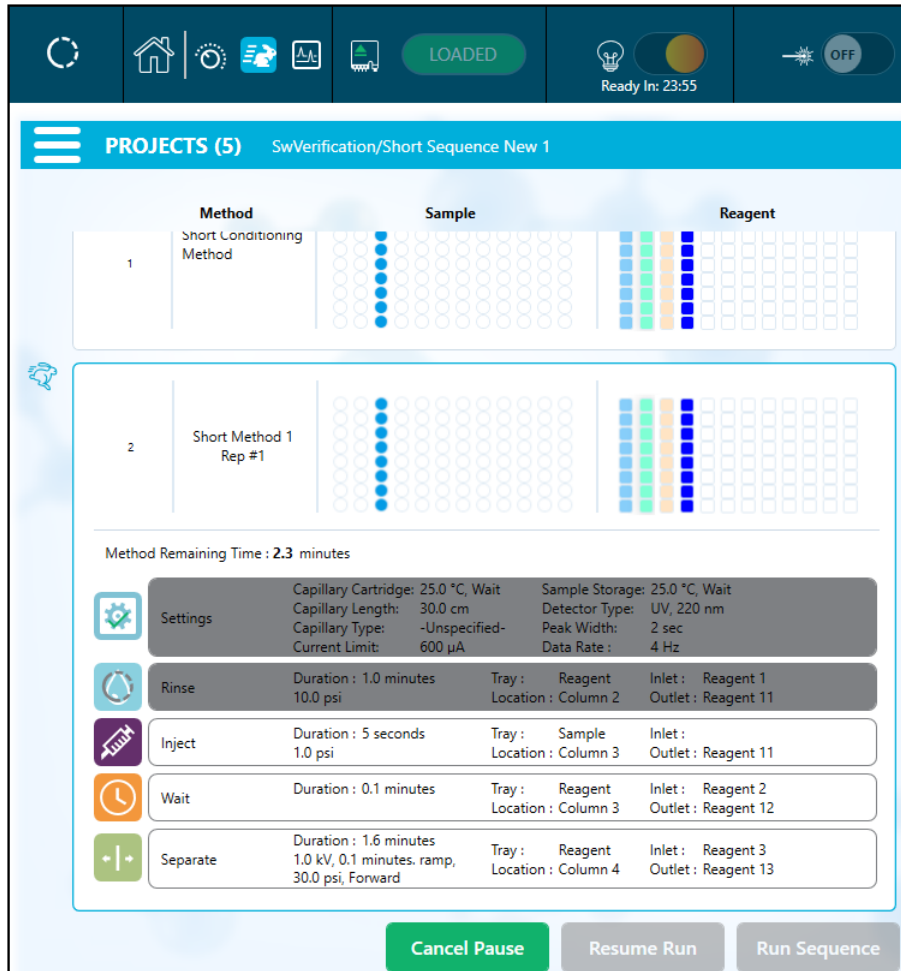 LOADED
Ready In: 23:55
OFF
PROJECTS (5) SwVerification/Short Sequence New 1
Method Sample Reagent
1
Short Conditioning
Method
2
Short Method 1
Rep #1
Method Remaining Time : 2.3 minutes
Settings
Capillary Cartridge: 25.0 °C, Wait Sample Storage: 25.0 °C, Wait
Capillary Length: 30.0 cm Detector Type: UV, 220 nm
Capillary Type: -Unspecified- Peak Width: 2 sec
Current Limit: 600 µA Data Rate : 4 Hz
Rinse
Duration : 1.0 minutes Tray : Reagent Inlet : Reagent 1
10.0 psi Location : Column 2 Outlet : Reagent 11
Inject
Duration : 5 seconds Tray : Sample Inlet :
1.0 psi Location : Column 3 Outlet : Reagent 11
Wait
Duration : 0.1 minutes Tray : Reagent Inlet : Reagent 2
Location : Column 3 Outlet : Reagent 12
Separate
Duration : 1.6 minutes
1.0 kV, 0.1 minutes. ramp, Tray : Reagent Inlet : Reagent 3
30.0 psi, Forward Location : Column 4 Outlet : Reagent 13
Cancel Pause Resume Run Run Sequence